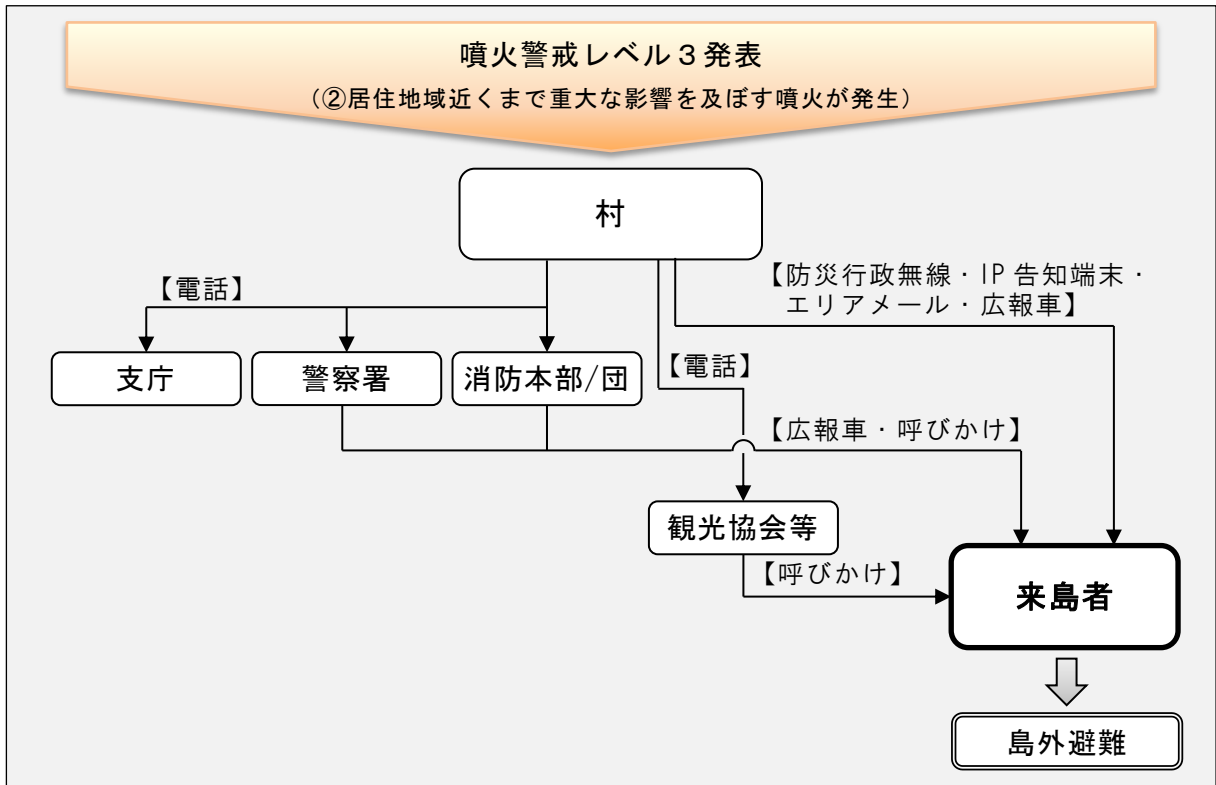 噴火警戒レベル３発表
（②居住地域近くまで重大な影響を及ぼす噴火が発生）
村
【防災行政無線・IP告知端末・
エリアメール・広報車】
【電話】
支庁
警察署
消防本部/団
【電話】
【広報車・呼びかけ】
観光協会等
【呼びかけ】
来島者
島外避難